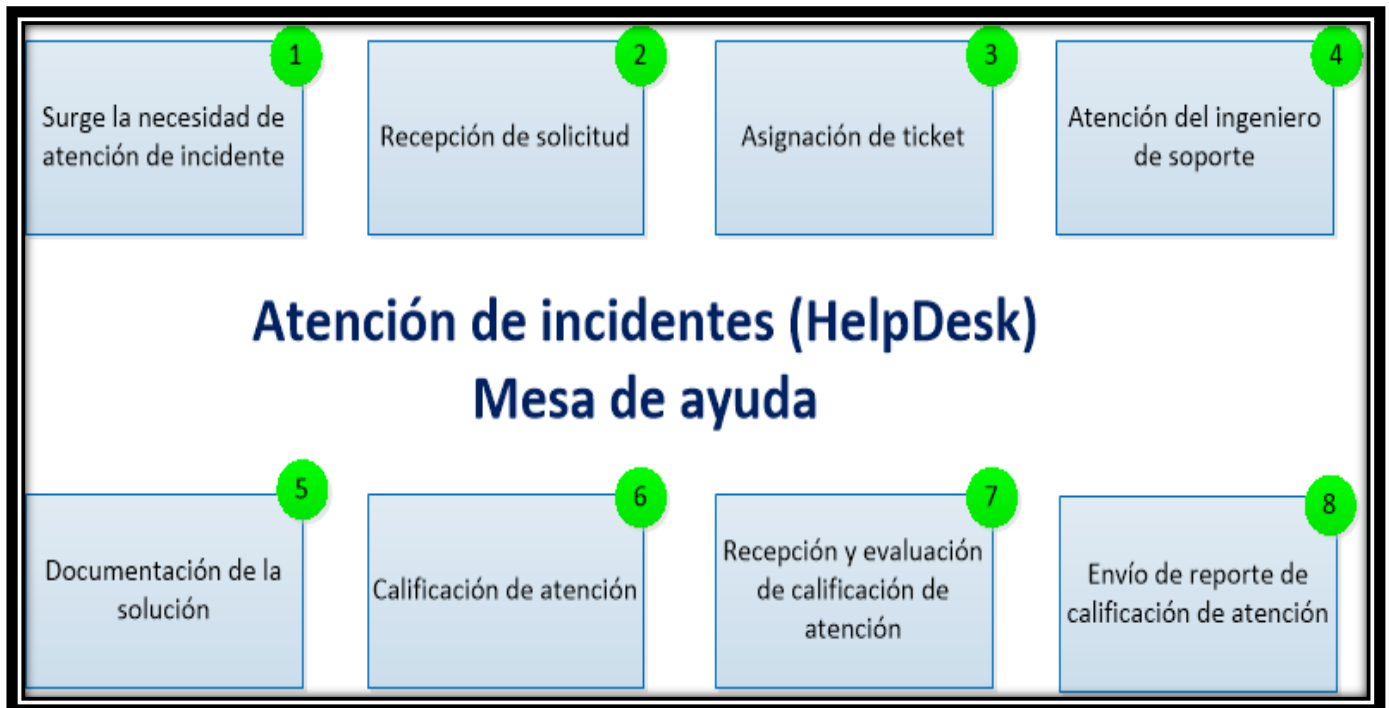 1
Surge la necesidad de
atención de incidente
2
Recepción de solicitud
3
Asignación de ticket
4
Atención del ingeniero
de soporte
Atención de incidentes (HelpDesk)
Mesa de ayuda
5
Documentación de la
solución
6
Calificación de atención
7
Recepción y evaluación
de calificación de
atención
8
Envío de reporte de
calificación de atención